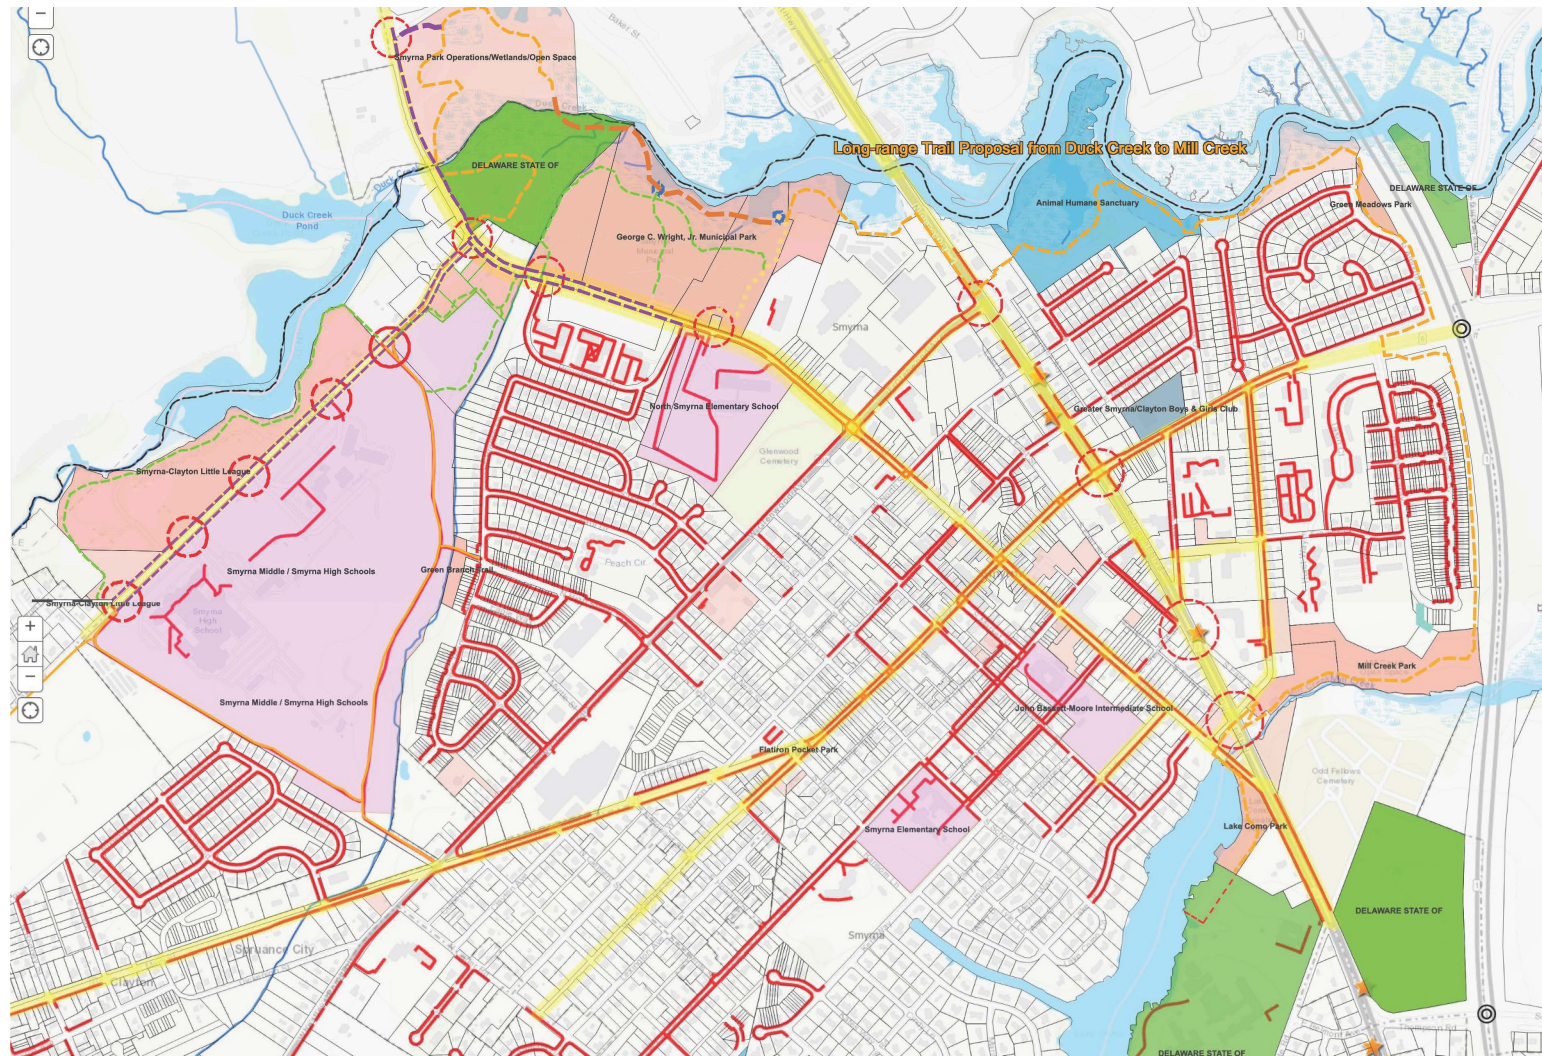 Baker St
Smyrna Park Operations/Wetlands/Open Space
Duck Creek
Long-range Trail Proposal from Duck Creek to Mill Creek
DELAWARE STATE OF
DELAWARE STATE OF
Duck Creek
Pond
Animal Humane Sanctuary
Green Meadows Park
George C. Wright, Jr. Municipal Park
Municipal
Smyrna
North/Smyrna Elementary School
Greater Smyrna/Clayton Boys & Girls Club
Glenwood
Cemetery
Smyrna-Clayton Little League
Peach Cir
Green Branch Trail
Smyrna Middle / Smyrna High Schools
Smyrna-Clayton Little League
Smyrna
High
School
Mill Creek Park
Smyrna Middle / Smyrna High Schools
John Bassett-Moore Intermediate School
Flatiron Pocket Park
Odd Fellows
Cemetery
Smyrna Elementary School
Lake Como Park
DELAWARE STATE OF
Smyrna
Spruance City
Clayton
Thompson Rd
DELAWARE STATE OF